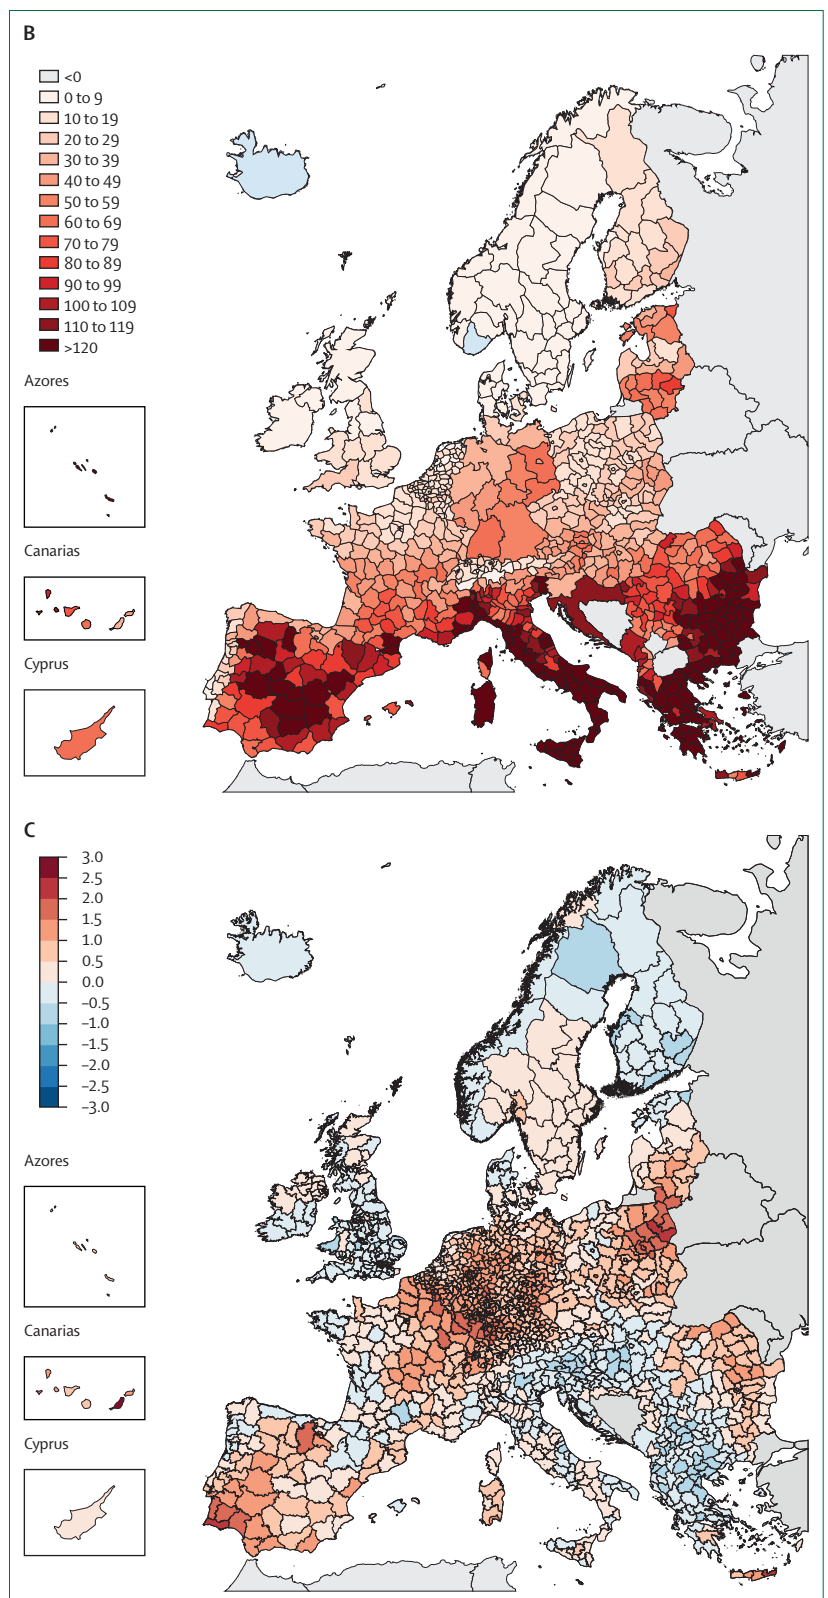 B
<0
0 to 9
10 to 19
20 to 29
30 to 39
40 to 49
50 to 59
60 to 69
70 to 79
80 to 89
90 to 99
100 to 109
110 to 119
>120
Azores
Canarias
Cyprus
C
3.0
2.5
2.0
1.5
1.0
0.5
0.0
–0.5
–1.0
–1.5
–2.0
–2.5
–3.0
Azores
Canarias
Cyprus